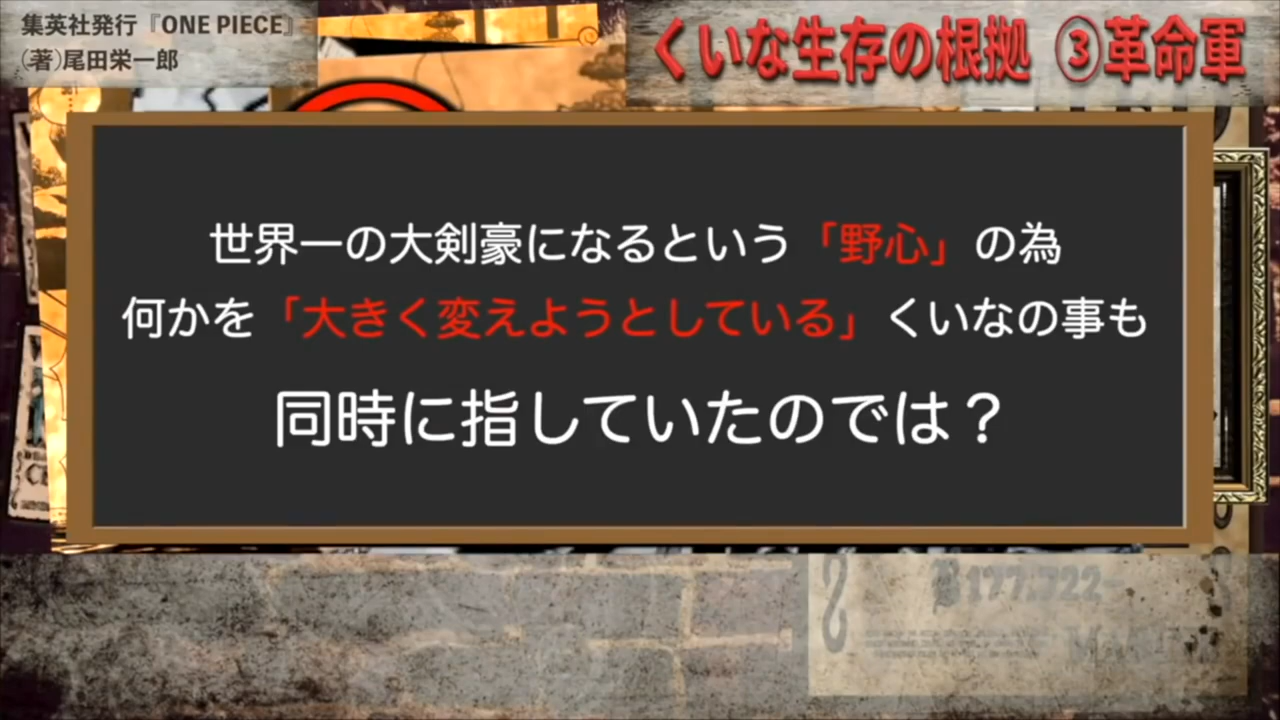 集英社発行『ONE PIECE』
(著)尾田栄一郎
くいな生存の根拠 ③革命軍
世界一の大剣豪になるという「野心」の為
何かを「大きく変えようとしている」くいなの事も
同時に指していたのでは？
177.722-